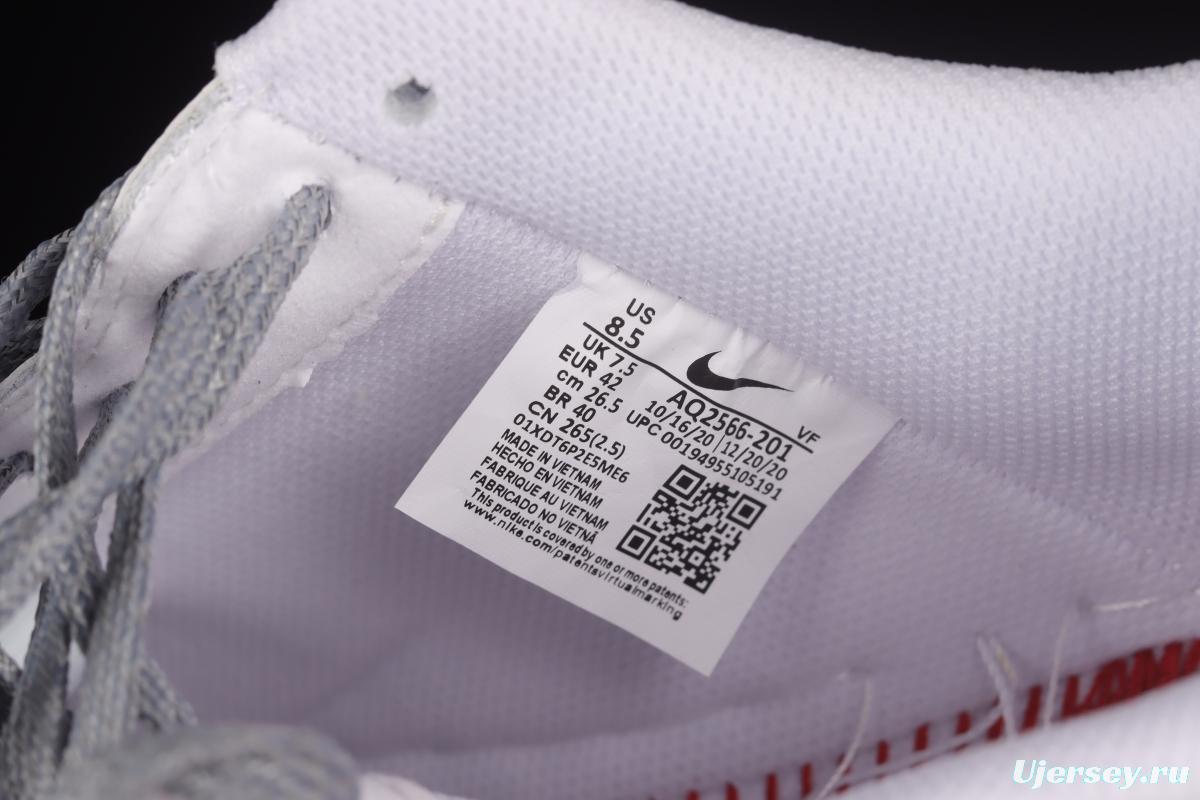 US
8.5
UK 7.5
EUR 42
cm 26.5
BR 40
CN 265(2.5)
01XDT6P2E5ME6
AQ2566-201
VF
10/16/20 12/20/20
UPC 00194955105191
MADE IN VIETNAM
HECHO EN VIETNAM
FABRIQUE AU VIETNAM
FABRICADO NO VIETNÃ
This product is covered by one or more patents:
www.nike.com/patentsvirtualmarking
Ujersey.ru